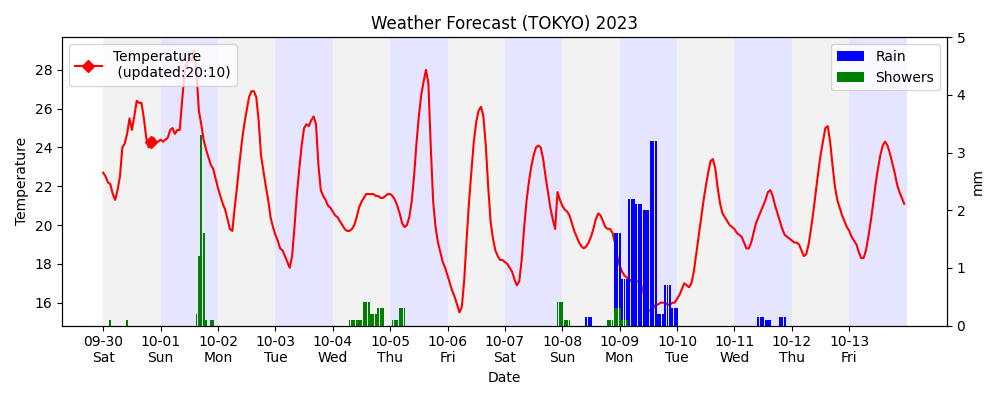 Weather Forecast (TOKYO) 2023
Temperature
(updated:20:10)
Rain
Showers
Temperature
28
26
24
22
20
18
16
5
4
3
2
1
0
mm
09-30 10-01 10-02 10-03 10-04 10-05 10-06 10-07 10-08 10-09 10-10 10-11 10-12 10-13
Sat Sun Mon Tue Wed Thu Fri Sat Sun Mon Tue Wed Thu Fri
Date